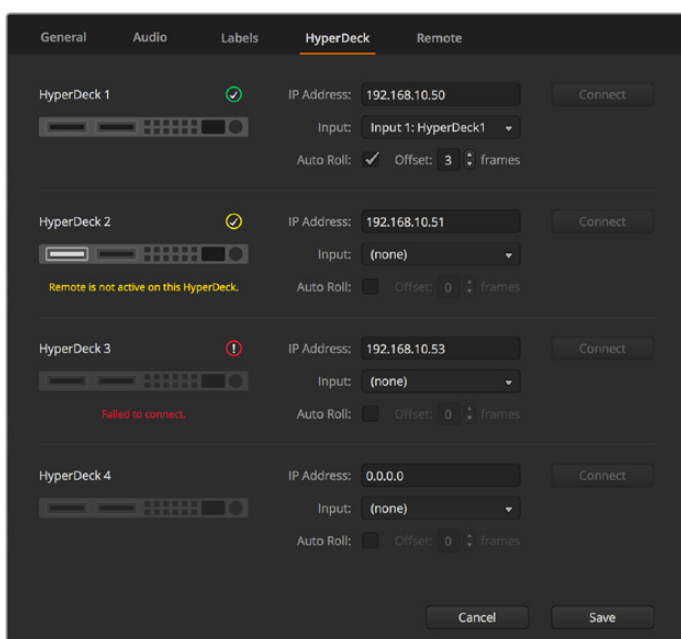 General Audio Labels HyperDeck Remote
HyperDeck 1 IP Address: 192.168.10.50 Connect
Input: Input 1: HyperDeck1
Auto Roll: Offset: 3 frames
HyperDeck 2 IP Address: 192.168.10.51 Connect
Input: (none)
Remote is not active on this HyperDeck. Auto Roll: Offset: 0 frames
HyperDeck 3 IP Address: 192.168.10.53 Connect
Input: (none)
Failed to connect. Auto Roll: Offset: 0 frames
HyperDeck 4 IP Address: 0.0.0.0 Connect
Input: (none)
Auto Roll: Offset: 0 frames
Cancel Save